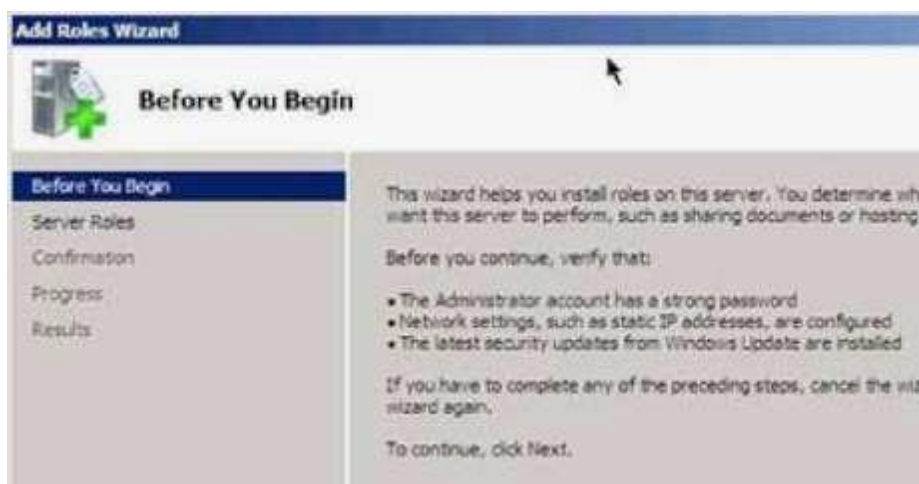 Add Roles Wizard
Before You Begin
Before You Begin
Server Roles
Confirmation
Progress
Results
This wizard helps you install roles on this server. You determine
want this server to perform, such as sharing documents or hosting
Before you continue, verify that:
• The Administrator account has a strong password
• Network settings, such as static IP addresses, are configured
• The latest security updates from Windows Update are installed
If you have to complete any of the preceding steps, cancel the
wizard again.
To continue, click Next.